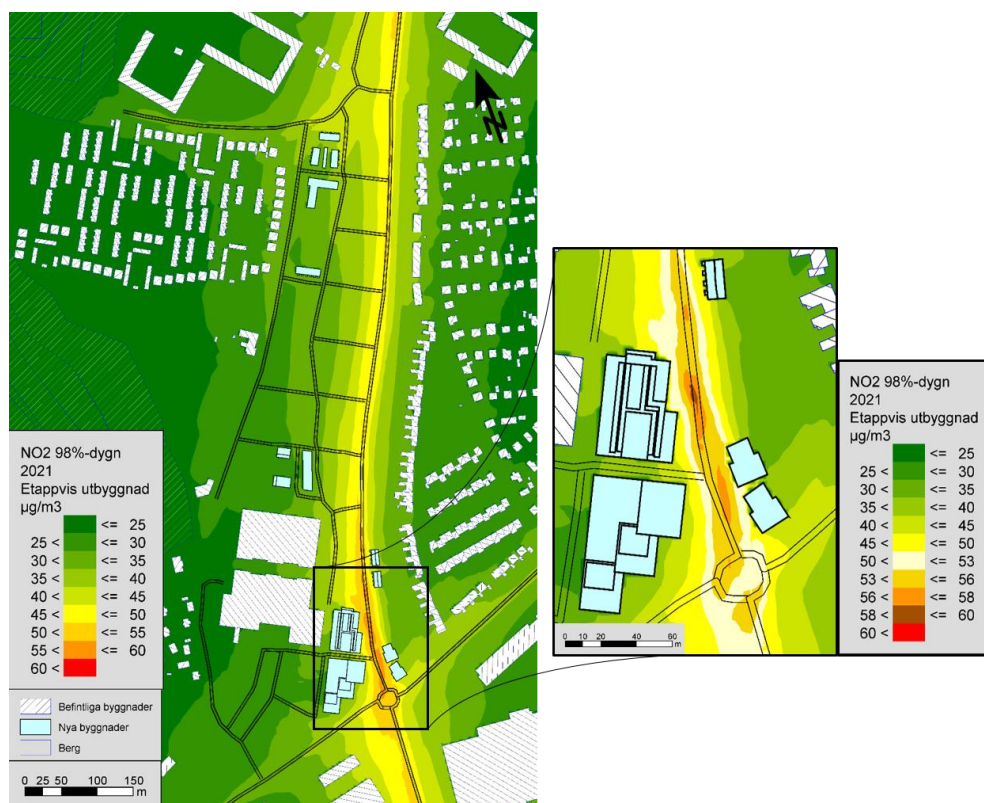 N
NO2 98%-dygn
2021
Etappvis utbyggnad
µg/m3
<= 25
25 < <= 30
30 < <= 35
35 < <= 40
40 < <= 45
45 < <= 50
50 < <= 55
55 < <= 60
60 <
Befintliga byggnader
Nya byggnader
Berg
0 25 50 100 150
m
0 10 20 40 60
m
NO2 98%-dygn
2021
Etappvis utbyggnad
µg/m3
<= 25
25 < <= 30
30 < <= 35
35 < <= 40
40 < <= 45
45 < <= 50
50 < <= 53
53 < <= 56
56 < <= 58
58 < <= 60
60 <